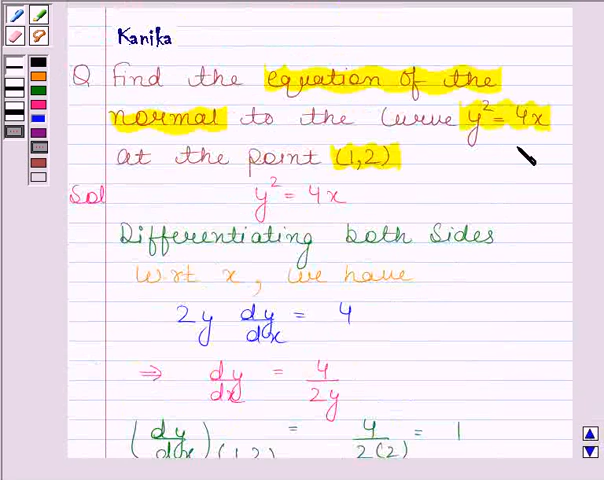 Kanika
Q Find the equation of the
normal to the curve y² = 4x
at the point (1,2)
Sol y² = 4x
Differentiating both sides
w.r.t x, we have
2y dy/dx = 4
⇒ dy/dx = 4/2y
(dy/dx)(1,2) = 4/2(2) = 1